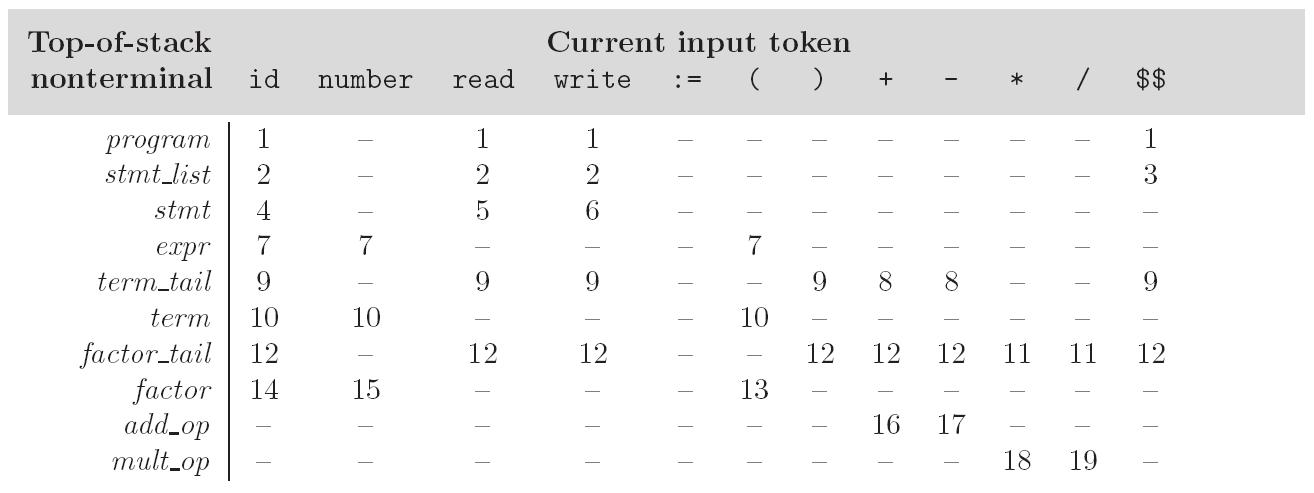 Top-of-stack Current input token
nonterminal id number read write := ( ) + - * / $$
program 1 – 1 1 – – – – – – – 1
stmt_list 2 – 2 2 – – – – – – – 3
stmt 4 – 5 6 – – – – – – – –
expr 7 7 – – – 7 – – – – – –
term_tail 9 – 9 9 – – 9 8 8 – – 9
term 10 10 – – – 10 – – – – – –
factor_tail 12 – 12 12 – – 12 12 12 11 11 12
factor 14 15 – – – 13 – – – – – –
add_op – – – – – – – 16 17 – – –
mult_op – – – – – – – – – 18 19 –